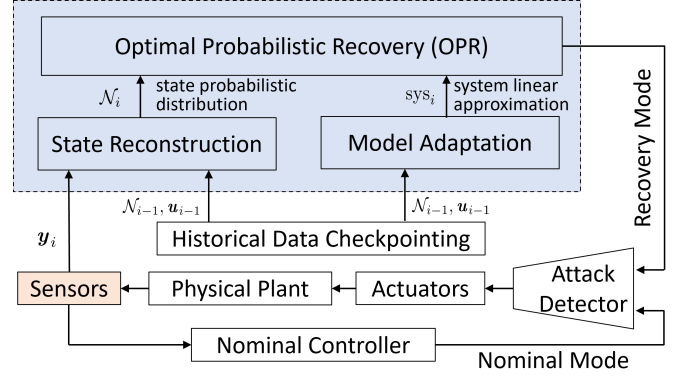 Optimal Probabilistic Recovery (OPR)
𝒩ᵢ
state probabilistic
distribution
sysᵢ
system linear
approximation
State Reconstruction
Model Adaptation
Recovery Mode
𝒩ᵢ₋₁, 𝒖ᵢ₋₁
𝒩ᵢ₋₁, 𝒖ᵢ₋₁
𝒚ᵢ
Historical Data Checkpointing
Sensors
Physical Plant
Actuators
Attack
Detector
Nominal Controller
Nominal Mode